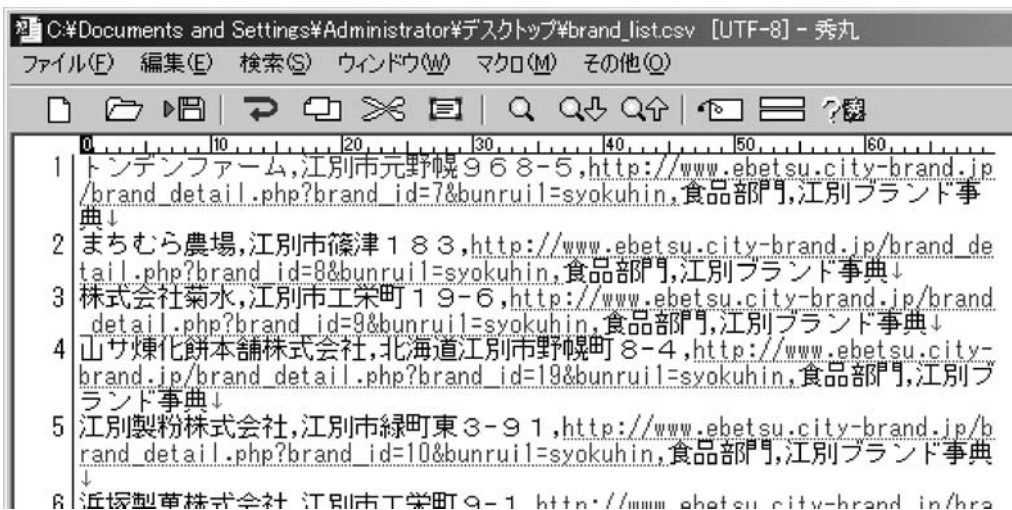 C:¥Documents and Settings¥Administrator¥デスクトップ¥brand_list.csv [UTF-8] - 秀丸
ファイル(F) 編集(E) 検索(S) ウィンドウ(W) マクロ(M) その他(O)
0 10 20 30 40 50 60
1 トンデンファーム,江別市元野幌968-5,http://www.ebetsu.city-brand.jp
/brand_detail.php?brand_id=7&bunrui1=syokuhin,食品部門,江別ブランド事
典↓
2 まちむら農場,江別市篠津183,http://www.ebetsu.city-brand.jp/brand_de
tail.php?brand_id=8&bunrui1=syokuhin,食品部門,江別ブランド事典↓
3 株式会社菊水,江別市工栄町19-6,http://www.ebetsu.city-brand.jp/brand
_detail.php?brand_id=9&bunrui1=syokuhin,食品部門,江別ブランド事典↓
4 山サ煉化餅本舗株式会社,北海道江別市野幌町8-4,http://www.ebetsu.city-
brand.jp/brand_detail.php?brand_id=19&bunrui1=syokuhin,食品部門,江別ブ
ランド事典↓
5 江別製粉株式会社,江別市緑町東3-91,http://www.ebetsu.city-brand.jp/b
rand_detail.php?brand_id=10&bunrui1=syokuhin,食品部門,江別ブランド事典
↓
6 浜塚製菓株式会社,江別市工栄町9-1,http://www.ebetsu.city-brand.jp/bra